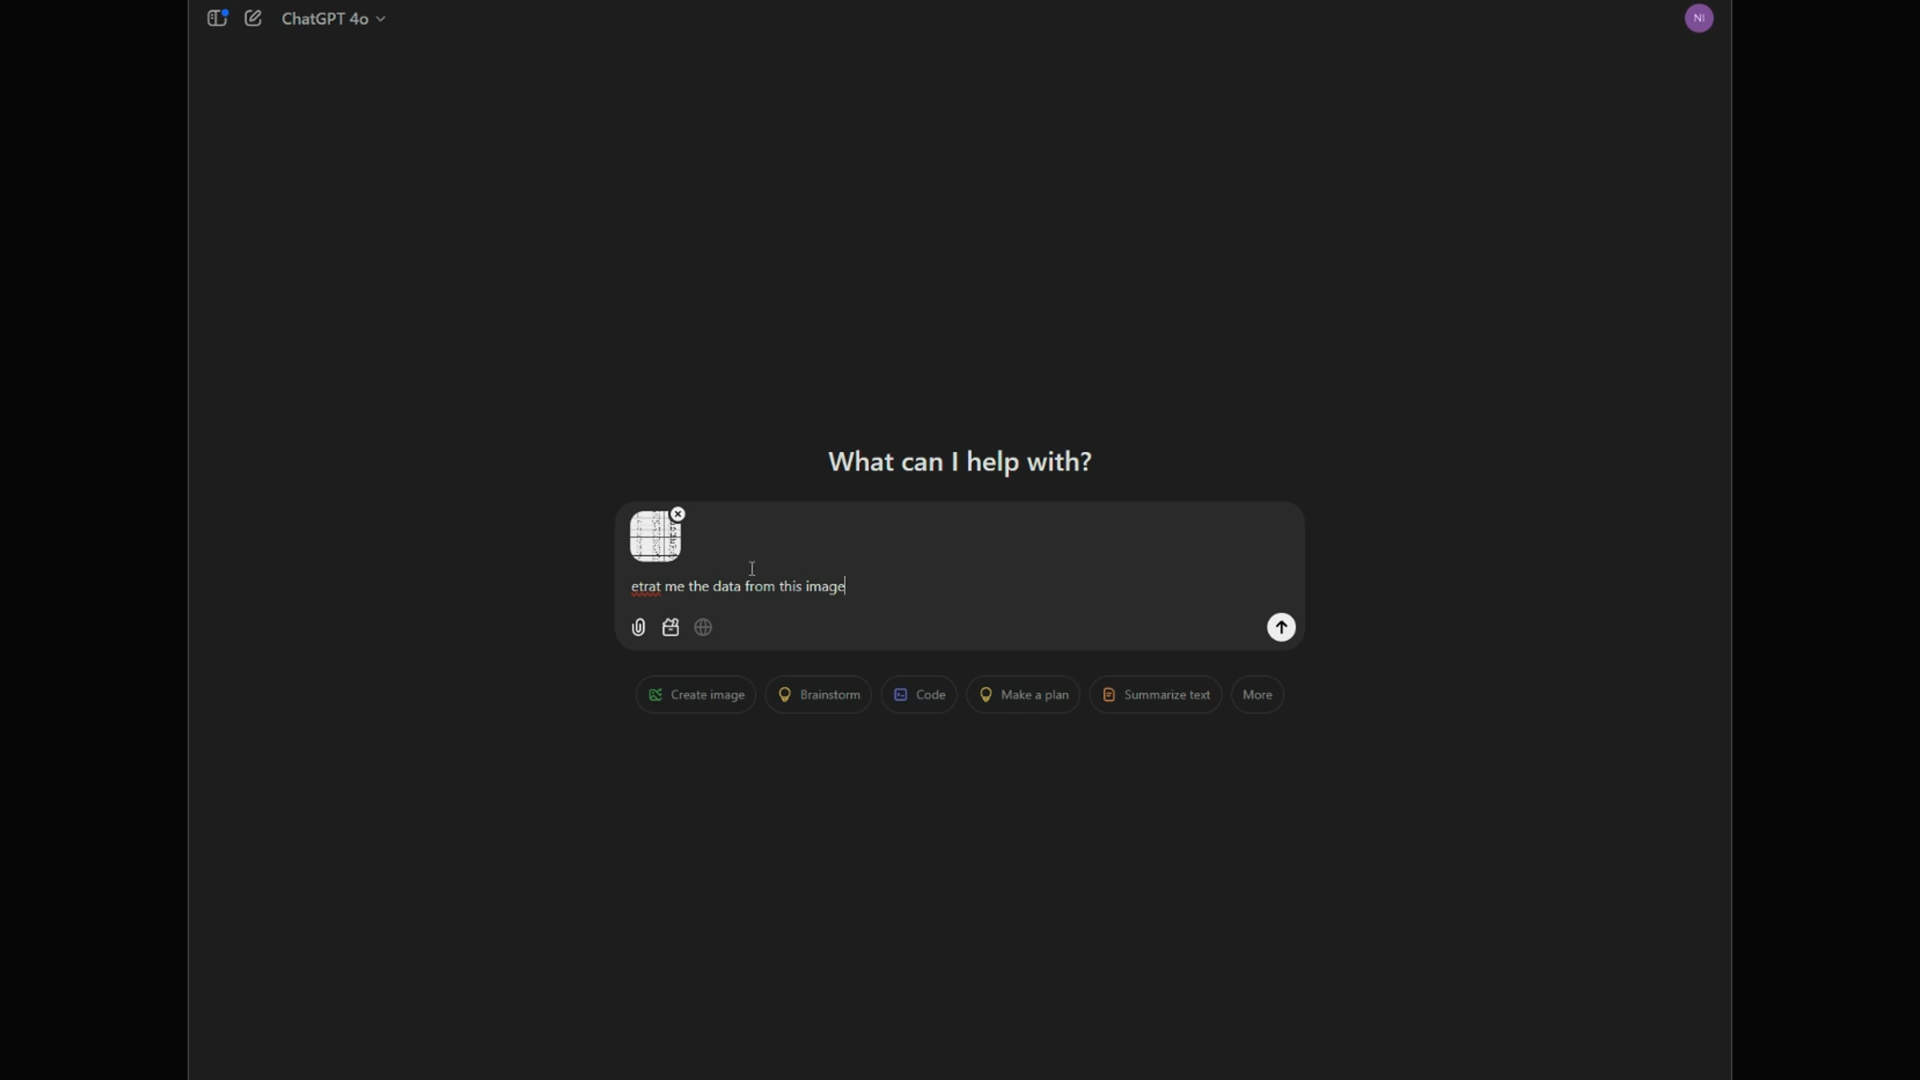 ChatGPT 4o
NI
What can I help with?
etrat me the data from this image
Create image
Brainstorm
Code
Make a plan
Summarize text
More